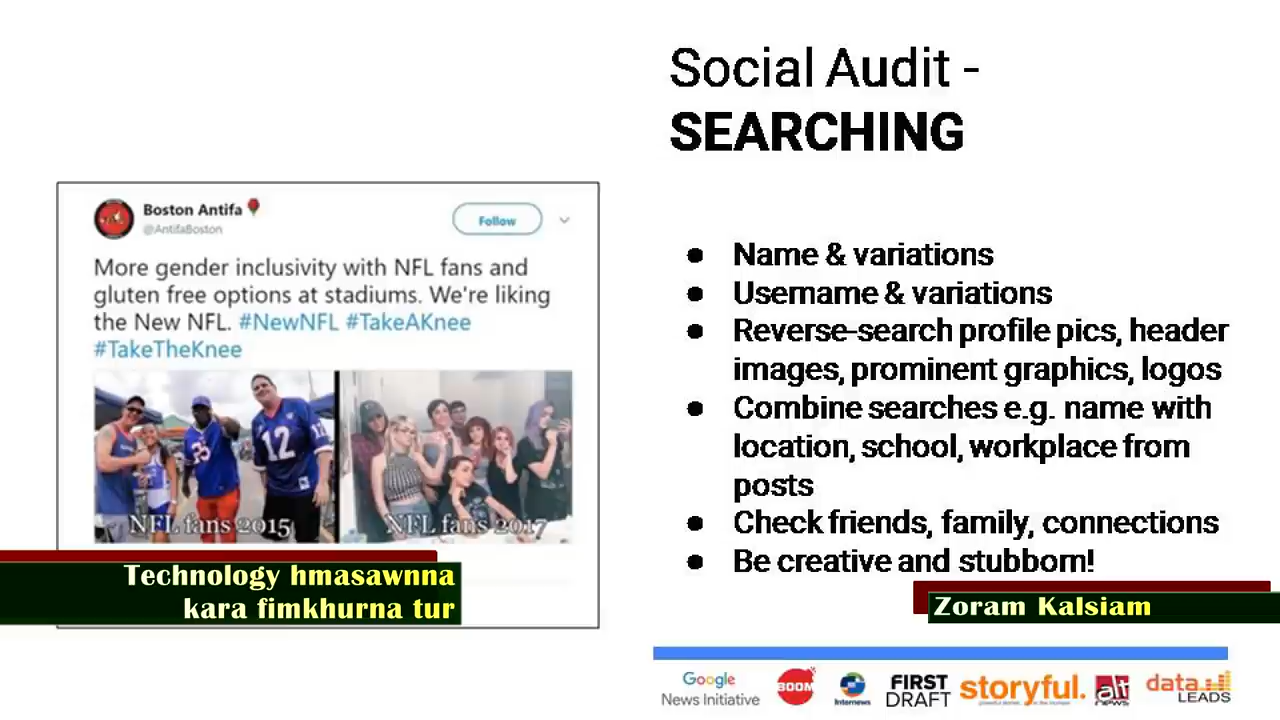 Social Audit -
SEARCHING
Boston Antifa
@AntifaBoston
Follow
More gender inclusivity with NFL fans and
gluten free options at stadiums. We're liking
the New NFL. #NewNFL #TakeAKnee
#TakeTheKnee
12
NFL fans 2015
NFL fans 2017
● Name & variations
● Username & variations
● Reverse-search profile pics, header
images, prominent graphics, logos
● Combine searches e.g. name with
location, school, workplace from
posts
● Check friends, family, connections
● Be creative and stubborn!
Technology hmasawnna
kara fimkhurna tur
Zoram Kalsiam
Google
News Initiative
BOOM
Internews
FIRST
DRAFT
storyful.
alt
news
data
LEADS